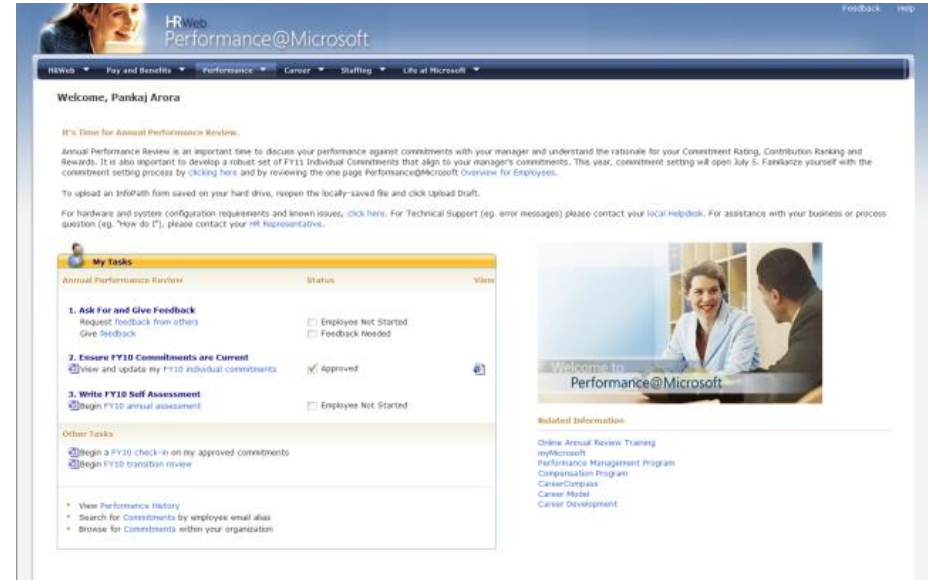 Feedback Help
HRWeb
Performance@Microsoft
HRWeb Pay and Benefits Performance Career Staffing Life at Microsoft
Welcome, Pankaj Arora
It's Time for Annual Performance Review.
Annual Performance Review is an important time to discuss your performance against commitments with your manager and understand the rationale for your Commitment Rating, Contribution Ranking and
Rewards. It is also important to develop a robust set of FY11 Individual Commitments that align to your manager's commitments. This year, commitment setting will open July 5. Familiarize yourself with the
commitment setting process by clicking here and by reviewing the one page Performance@Microsoft Overview for Employees.
To upload an InfoPath form saved on your hard drive, reopen the locally-saved file and click Upload Draft.
For hardware and system configuration requirements and known issues, click here. For Technical Support (eg. error messages) please contact your local Helpdesk. For assistance with your business or process
question (eg. "How do I"), please contact your HR Representative.
My Tasks
Annual Performance Review Status View
1. Ask For and Give Feedback
Request feedback from others Employee Not Started
Give feedback Feedback Needed
2. Ensure FY10 Commitments are Current
View and update my FY10 individual commitments Approved
3. Write FY10 Self Assessment
Begin FY10 annual assessment Employee Not Started
Other Tasks
Begin a FY10 check-in on my approved commitments
Begin FY10 transition review
View Performance History
Search for Commitments by employee email alias
Browse for Commitments within your organization
Welcome to
Performance@Microsoft
Related Information
Online Annual Review Training
myMicrosoft
Performance Management Program
Compensation Program
CareerCompass
Career Model
Career Development